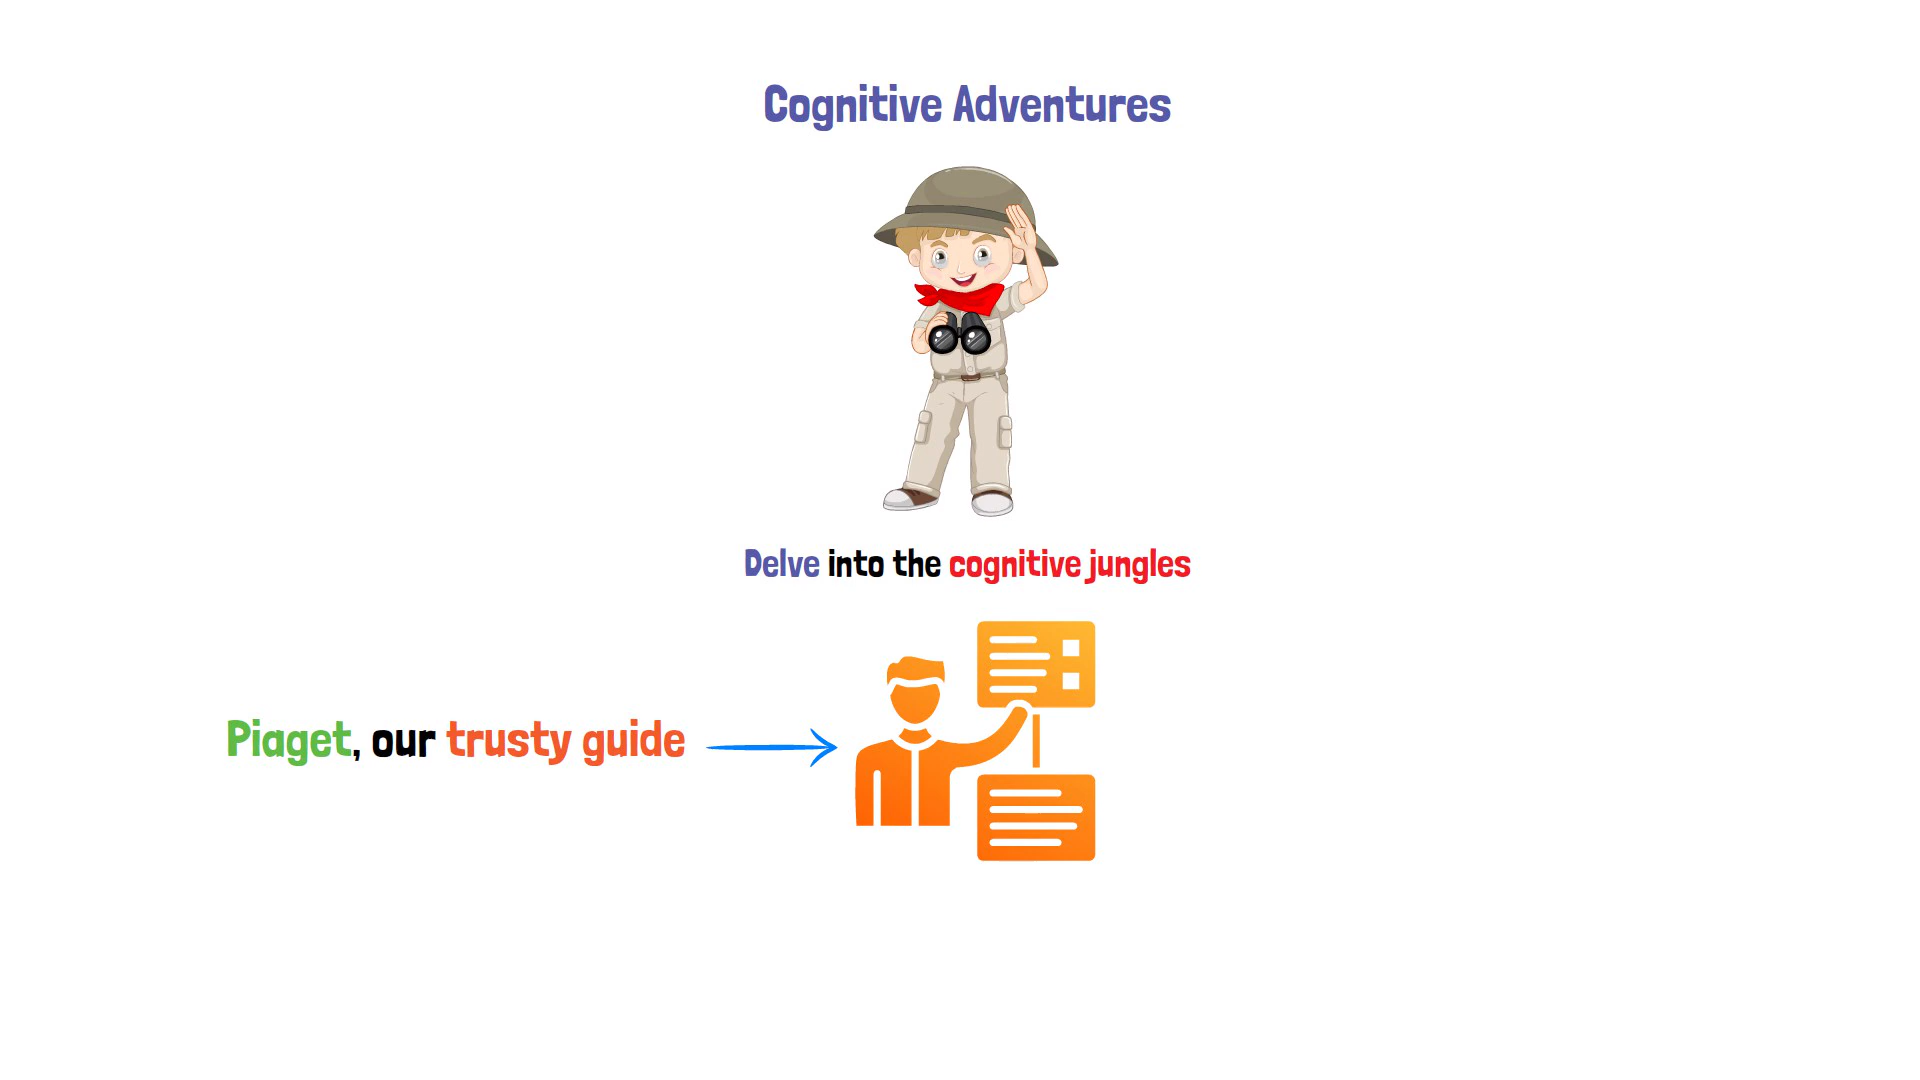 Cognitive Adventures
Delve into the cognitive jungles
Piaget, our trusty guide